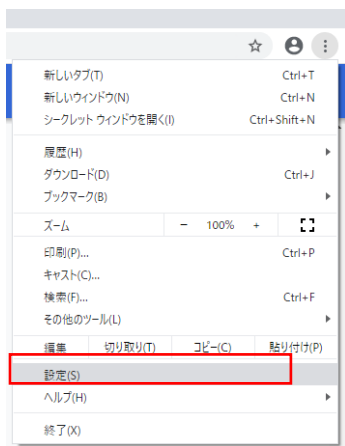 新しいタブ(T) Ctrl+T
新しいウィンドウ(N) Ctrl+N
シークレット ウィンドウを開く(I) Ctrl+Shift+N
履歴(H)
ダウンロード(D) Ctrl+J
ブックマーク(B)
ズーム − 100% +
印刷(P)... Ctrl+P
キャスト(C)...
検索(F)... Ctrl+F
その他のツール(L)
編集 切り取り(T) コピー(C) 貼り付け(P)
設定(S)
ヘルプ(H)
終了(X)